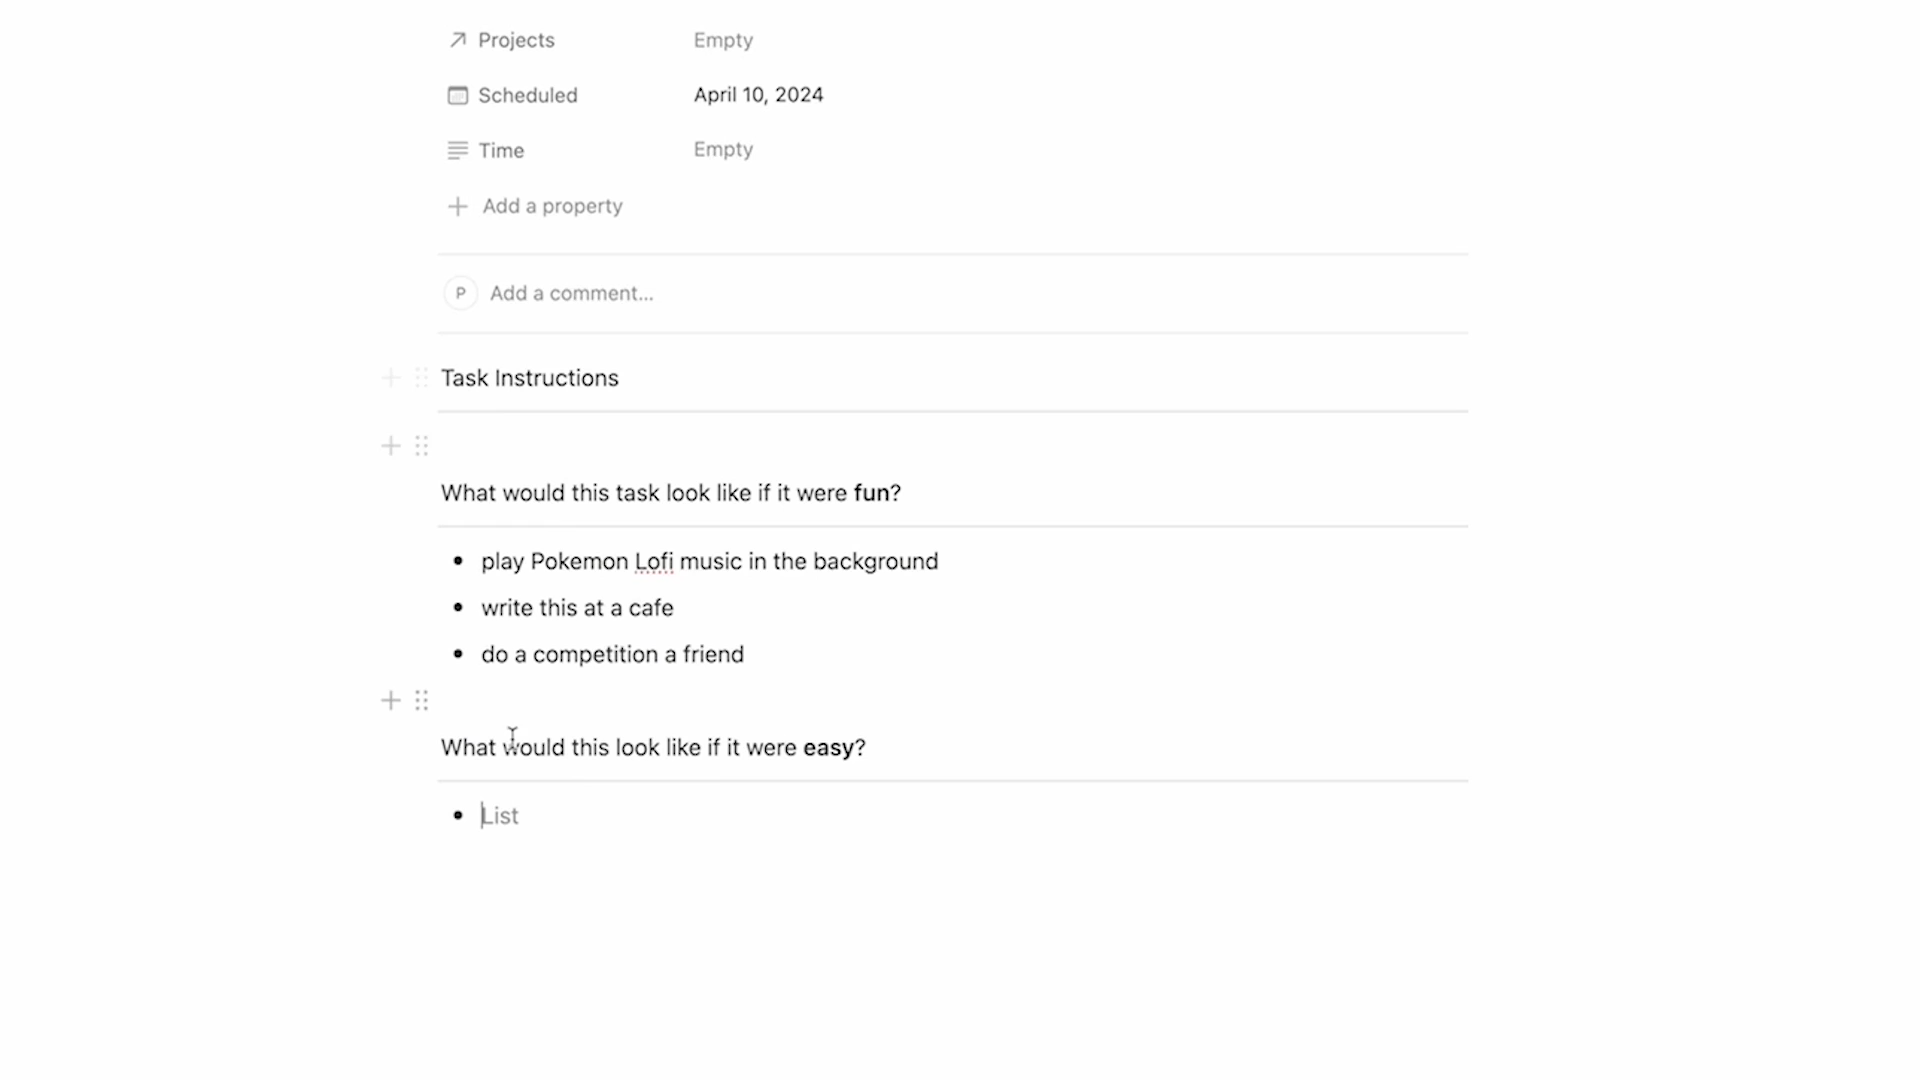 Projects Empty
Scheduled April 10, 2024
Time Empty
Add a property
P Add a comment...
Task Instructions
What would this task look like if it were fun?
play Pokemon Lofi music in the background
write this at a cafe
do a competition a friend
What would this look like if it were easy?
List